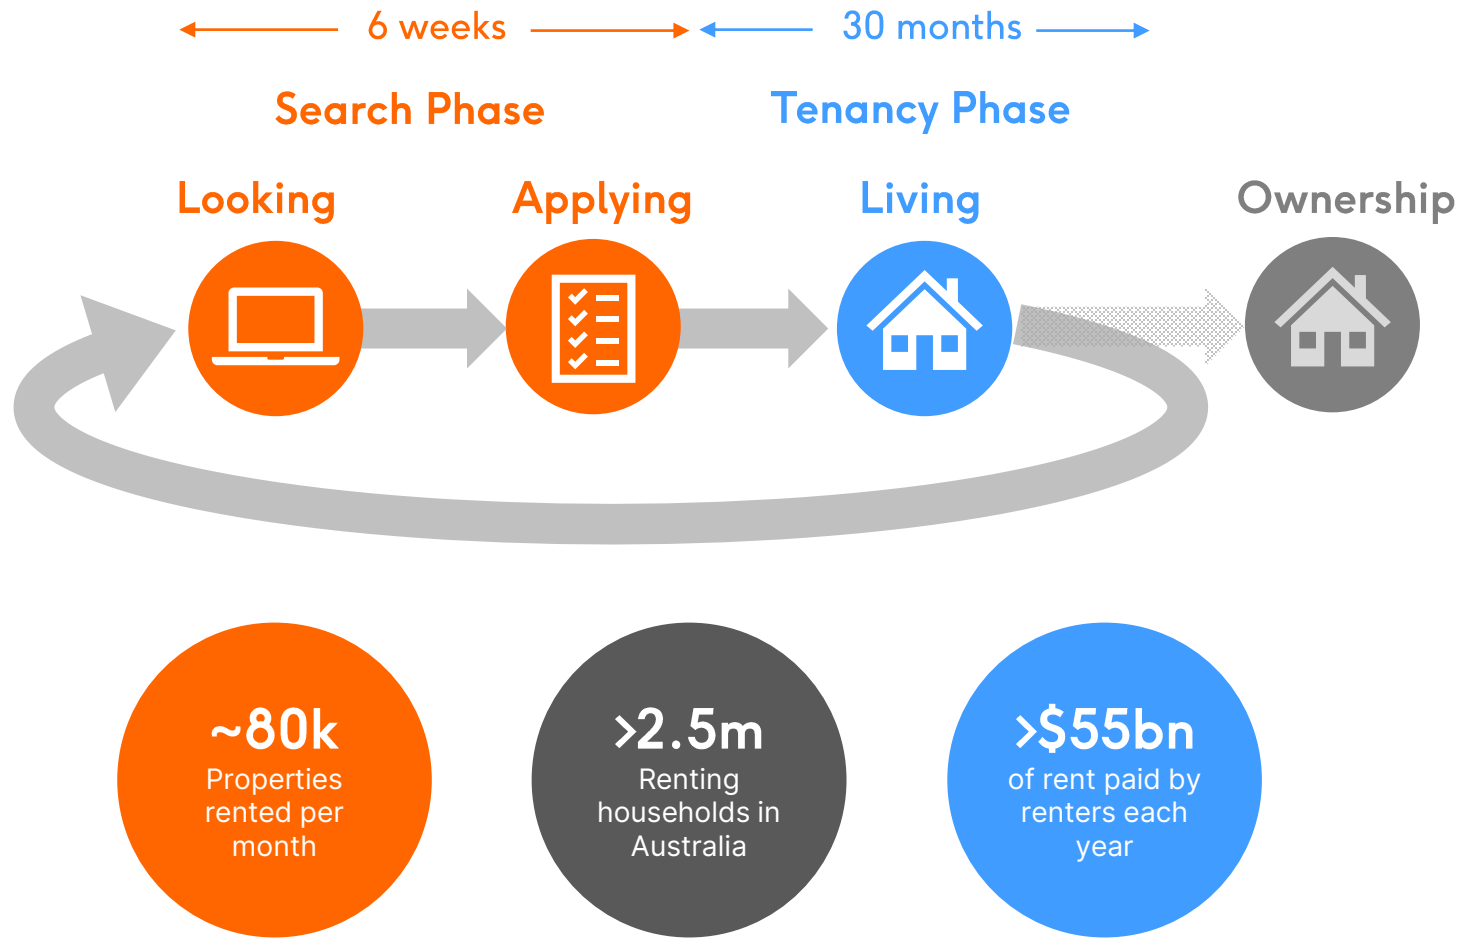 6 weeks
30 months
Search Phase
Tenancy Phase
Looking
Applying
Living
Ownership
~80k
Properties
rented per
month
>2.5m
Renting
households in
Australia
>$55bn
of rent paid by
renters each
year